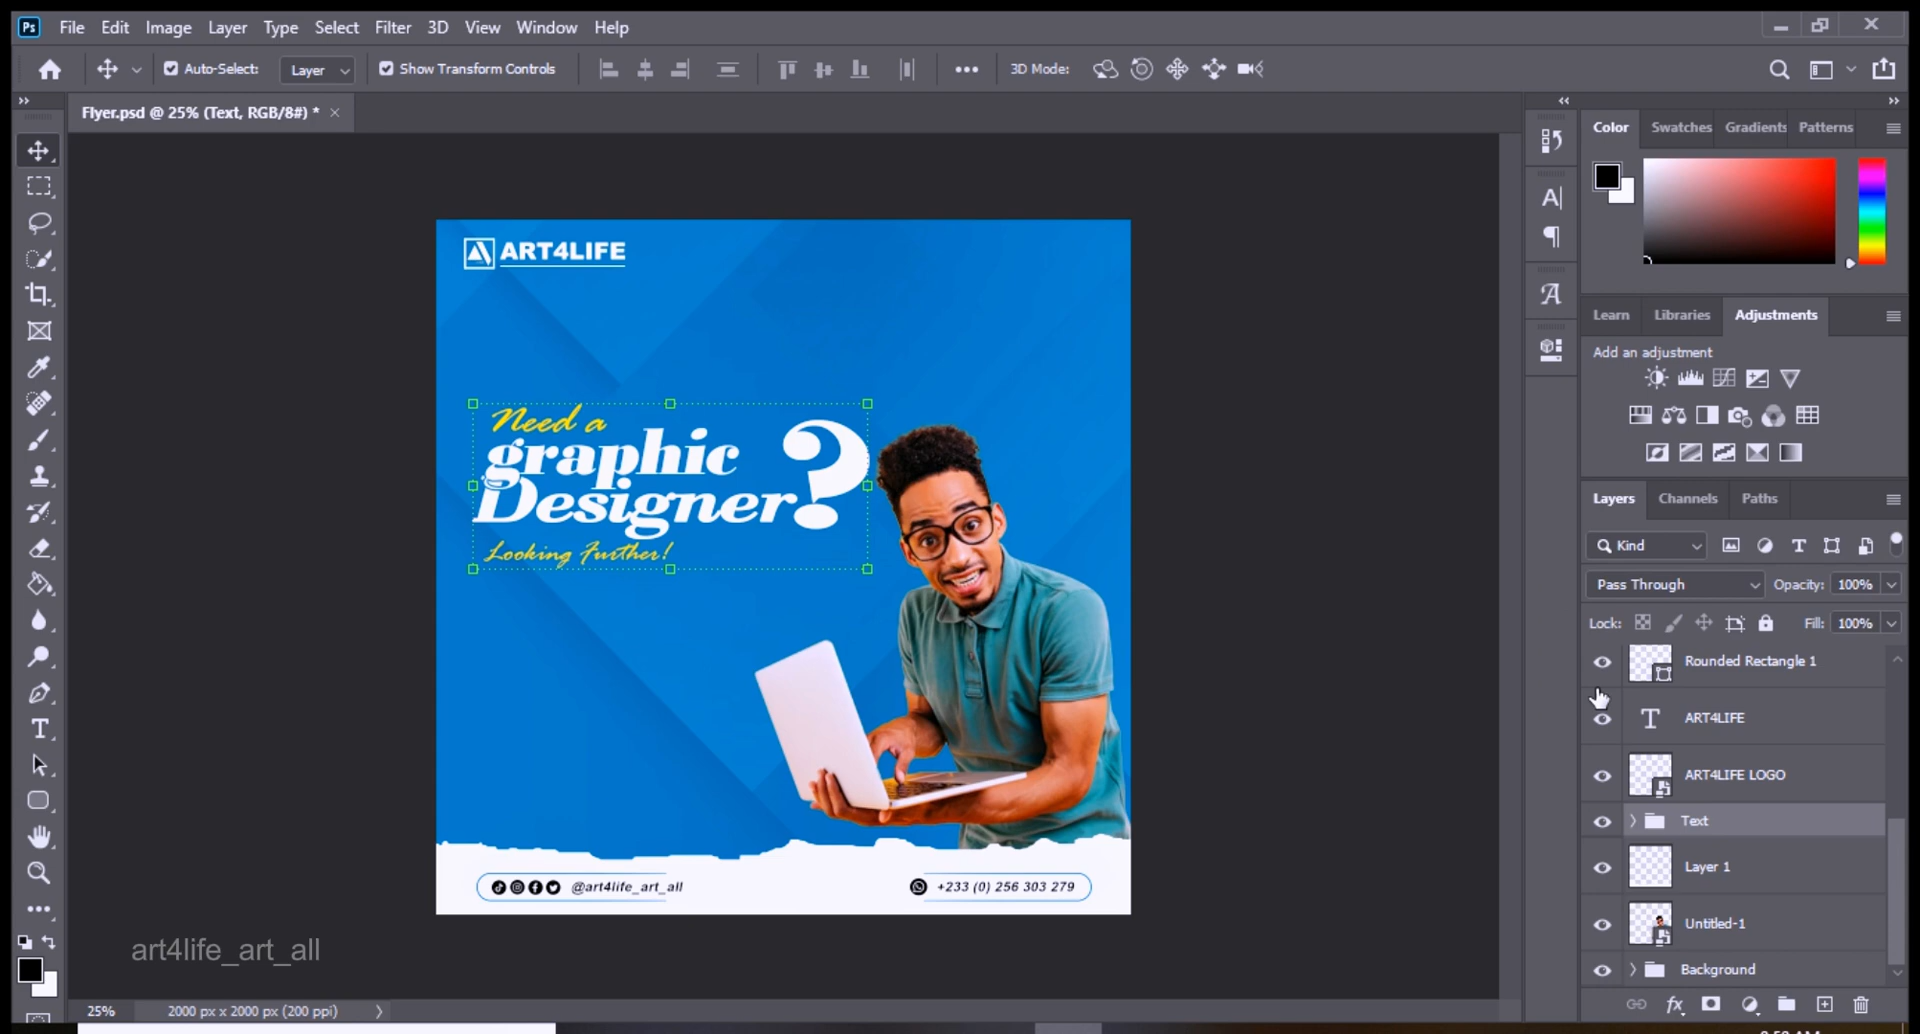 Ps File Edit Image Layer Type Select Filter 3D View Window Help
Auto-Select: Layer Show Transform Controls 3D Mode:
Flyer.psd @ 25% (Text, RGB/8#) *
Color Swatches Gradients Patterns
ART4LIFE
Learn Libraries Adjustments
Add an adjustment
Need a
graphic
Designer?
Looking Further!
Layers Channels Paths
Kind
Pass Through Opacity: 100%
Lock: Fill: 100%
Rounded Rectangle 1
ART4LIFE
ART4LIFE LOGO
Text
Layer 1
Untitled-1
Background
@art4life_art_all +233 (0) 256 303 279
art4life_art_all
25% 2000 px x 2000 px (200 ppi)